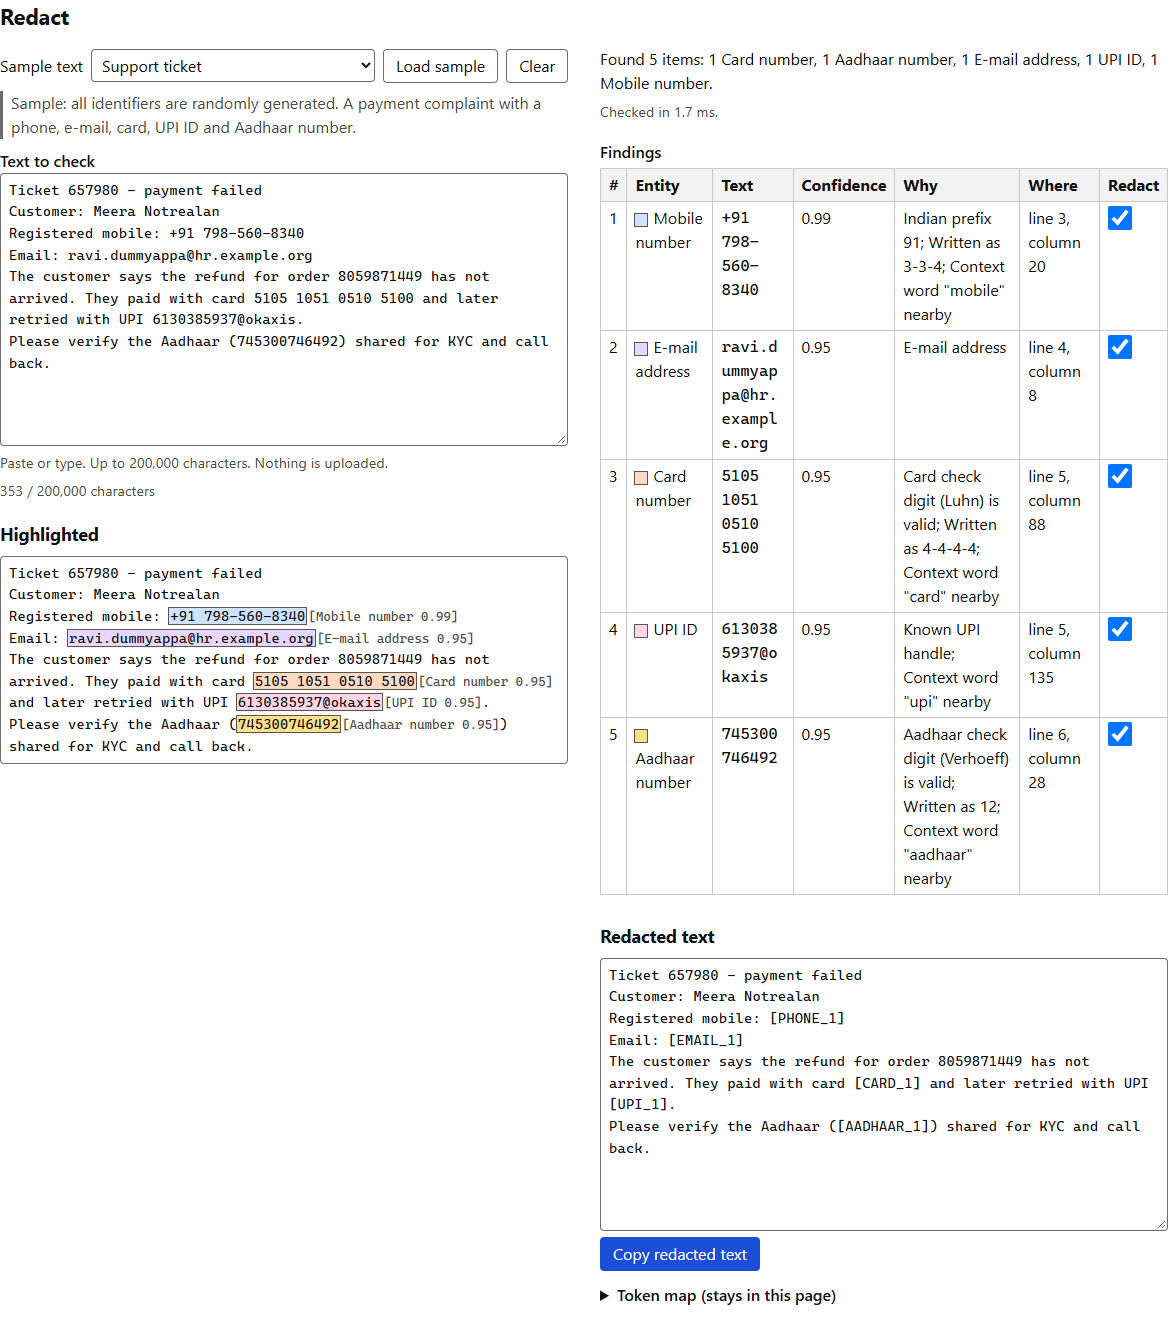 Redact
Sample text
Support ticket
Load sample
Clear
Sample: all identifiers are randomly generated. A payment complaint with a
phone, e-mail, card, UPI ID and Aadhaar number.
Text to check
Ticket 657980 – payment failed
Customer: Meera Notrealan
Registered mobile: +91 798-560-8340
Email: ravi.dummyappa@hr.example.org
The customer says the refund for order 8059871449 has not
arrived. They paid with card 5105 1051 0510 5100 and later
retried with UPI 6130385937@okaxis.
Please verify the Aadhaar (745300746492) shared for KYC and call
back.
Paste or type. Up to 200,000 characters. Nothing is uploaded.
353 / 200,000 characters
Highlighted
Ticket 657980 – payment failed
Customer: Meera Notrealan
Registered mobile: +91 798-560-8340 [Mobile number 0.99]
Email: ravi.dummyappa@hr.example.org [E-mail address 0.95]
The customer says the refund for order 8059871449 has not
arrived. They paid with card 5105 1051 0510 5100 [Card number 0.95]
and later retried with UPI 6130385937@okaxis [UPI ID 0.95].
Please verify the Aadhaar (745300746492 [Aadhaar number 0.95])
shared for KYC and call back.
Found 5 items: 1 Card number, 1 Aadhaar number, 1 E-mail address, 1 UPI ID, 1
Mobile number.
Checked in 1.7 ms.
Findings
# Entity Text Confidence Why Where Redact
1 Mobile +91 0.99 Indian prefix line 3,
number 798- 91; Written as column
560- 3-3-4; Context 20
8340 word "mobile"
nearby
2 E-mail ravi.d 0.95 E-mail address line 4,
address ummyap column
pa@hr. 8
exampl
e.org
3 Card 5105 0.95 Card check line 5,
number 1051 digit (Luhn) is column
0510 valid; Written 88
5100 as 4-4-4-4;
Context word
"card" nearby
4 UPI ID 613038 0.95 Known UPI line 5,
5937@o handle; column
kaxis Context word 135
"upi" nearby
5 745300 0.95 Aadhaar check line 6,
Aadhaar 746492 digit (Verhoeff) column
number is valid; 28
Written as 12;
Context word
"aadhaar"
nearby
Redacted text
Ticket 657980 – payment failed
Customer: Meera Notrealan
Registered mobile: [PHONE_1]
Email: [EMAIL_1]
The customer says the refund for order 8059871449 has not
arrived. They paid with card [CARD_1] and later retried with UPI
[UPI_1].
Please verify the Aadhaar ([AADHAAR_1]) shared for KYC and call
back.
Copy redacted text
Token map (stays in this page)